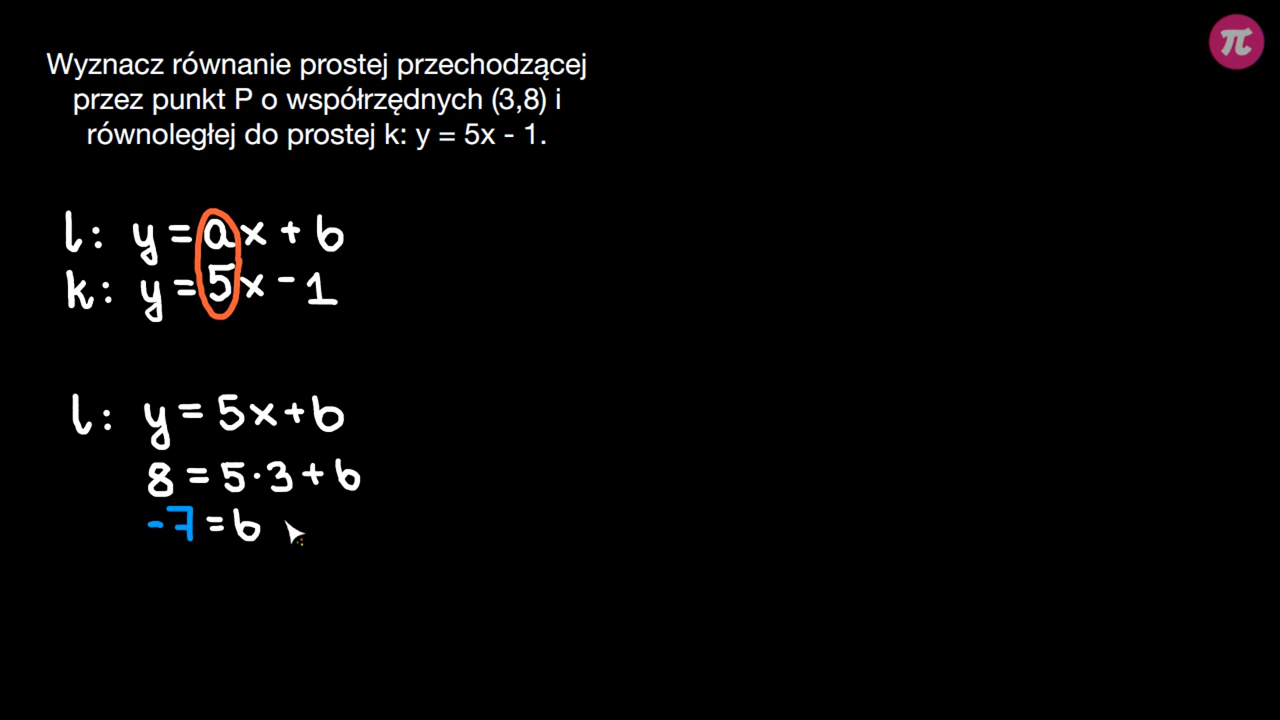 π
Wyznacz równanie prostej przechodzącej
przez punkt P o współrzędnych (3,8) i
równoległej do prostej k: y = 5x - 1.
l: y = ax + b
k: y = 5x - 1
l: y = 5x + b
8 = 5 · 3 + b
-7 = b